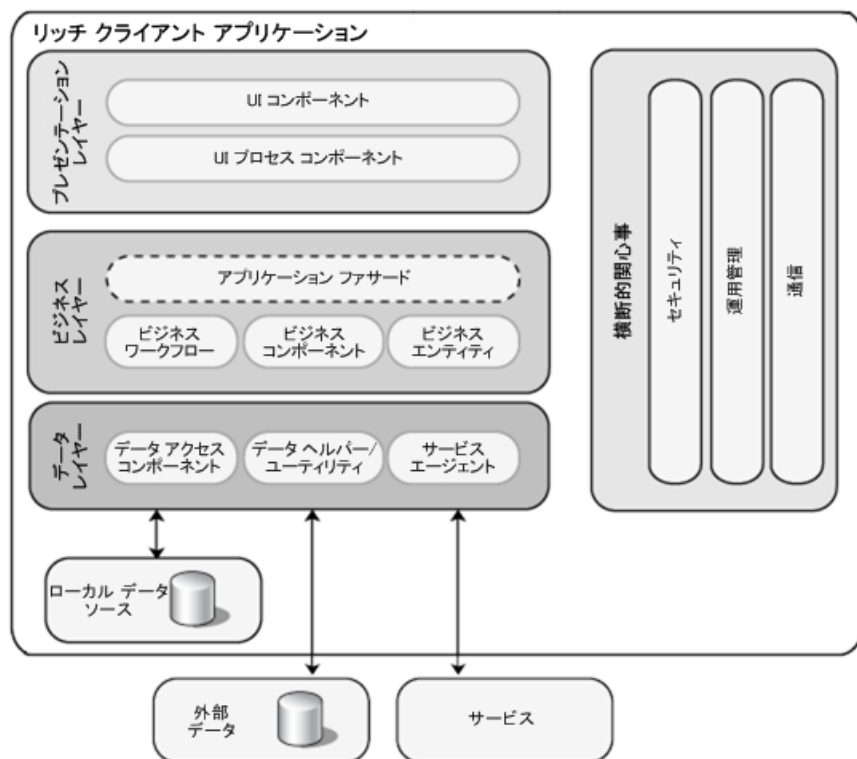 リッチ クライアント アプリケーション
プレゼンテーション
レイヤー
UI コンポーネント
UI プロセス コンポーネント
ビジネス
レイヤー
アプリケーション ファサード
ビジネス
ワークフロー
ビジネス
コンポーネント
ビジネス
エンティティ
データ
レイヤー
データ アクセス
コンポーネント
データ ヘルパー/
ユーティリティ
サービス
エージェント
横断的関心事
セキュリティ
運用管理
通信
ローカル データ
ソース
外部
データ
サービス